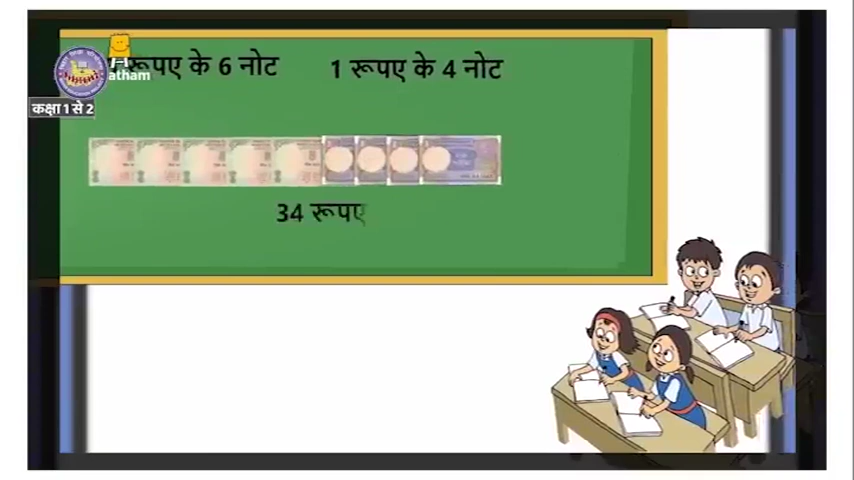 रूपए के 6 नोट
1 रूपए के 4 नोट
atham
कक्षा 1 से 2
34 रूपए